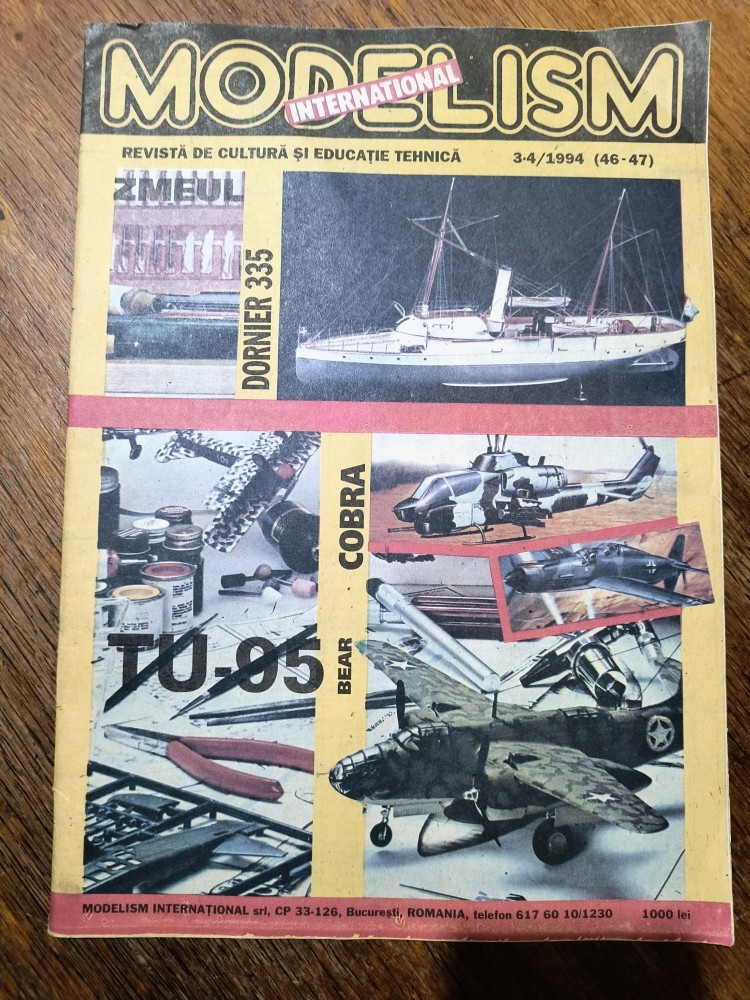 MODELISM
INTERNATIONAL
REVISTĂ DE CULTURĂ ȘI EDUCAȚIE TEHNICĂ 3-4/1994 (46-47)
ZMEUL
DORNIER 335
COBRA
TU-95
BEAR
MODELISM INTERNAȚIONAL srl, CP 33-126, București, ROMANIA, telefon 617 60 10/1230 1000 lei